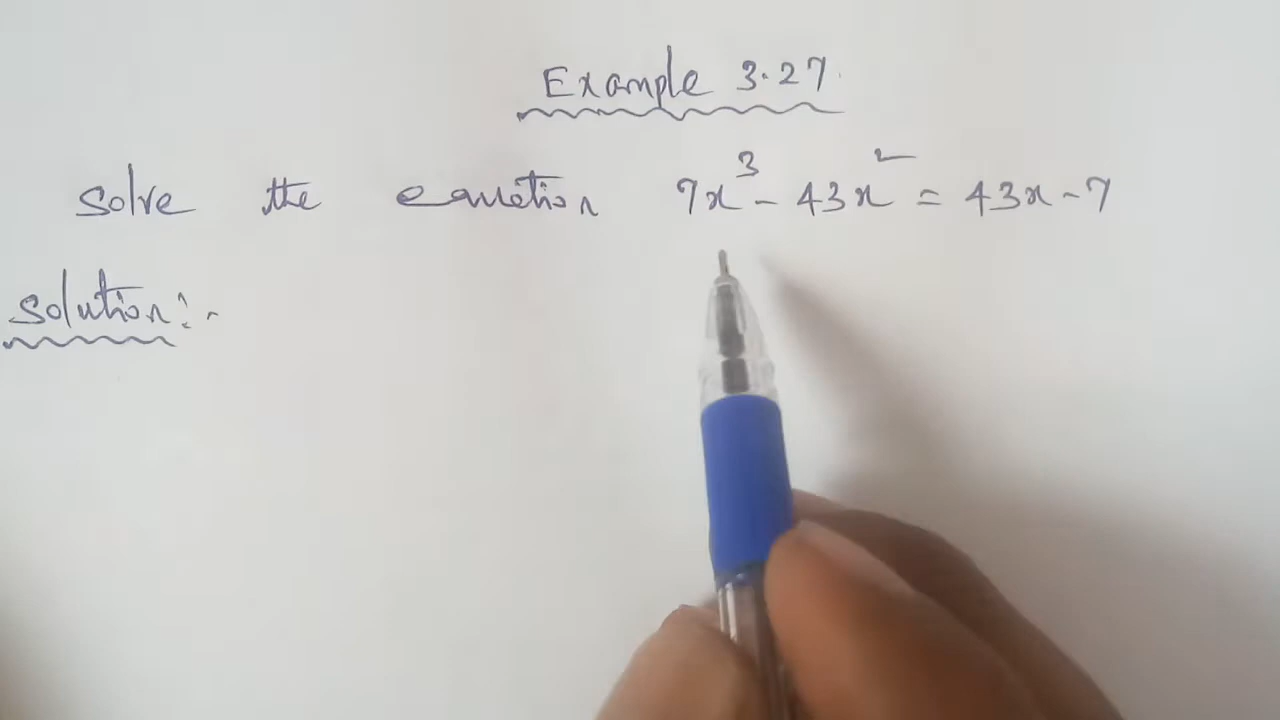 Example 3.27.
Solve the equation 7x³ - 43x² = 43x - 7
Solution:-